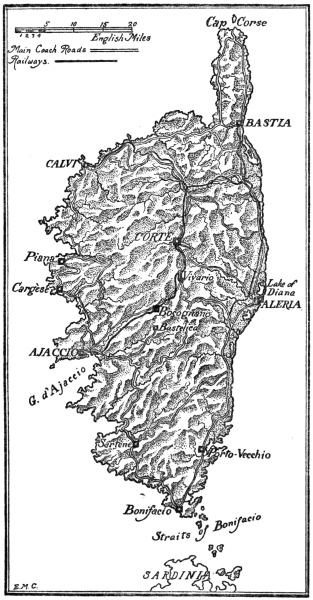 Cap Corse
5 10 15 20
1 2 3 4
English Miles
Main Coach Roads
Railways.
BASTIA
CALVI
CORTE
Piana
Vivario
Cargese
Lake of
Diana
ALERIA
Bocognano
Bastelica
AJACCIO
G. d'Ajaccio
Sartène
Porto-Vecchio
Bonifacio
Straits of Bonifacio
SARDINIA
E.M.C.